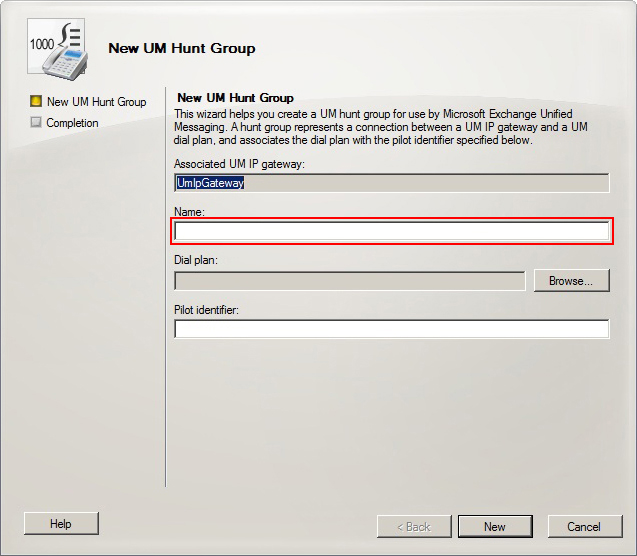 1000
New UM Hunt Group
New UM Hunt Group
Completion
New UM Hunt Group
This wizard helps you create a UM hunt group for use by Microsoft Exchange Unified
Messaging. A hunt group represents a connection between a UM IP gateway and a UM
dial plan, and associates the dial plan with the pilot identifier specified below.
Associated UM IP gateway:
UmIpGateway
Name:
Dial plan:
Browse...
Pilot identifier:
Help
< Back
New
Cancel